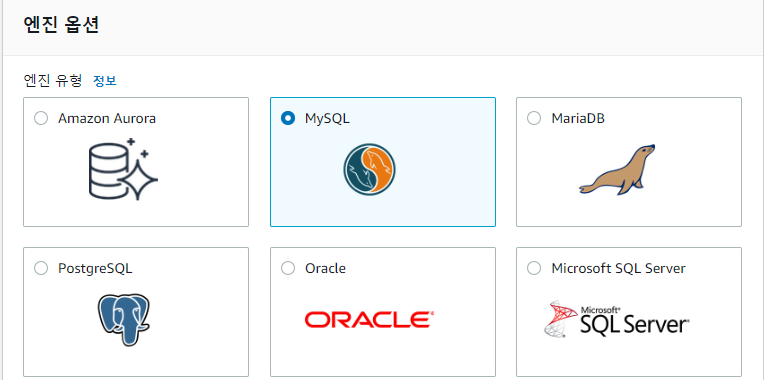 엔진 옵션
엔진 유형 정보
Amazon Aurora
MySQL
MariaDB
PostgreSQL
Oracle
ORACLE
Microsoft SQL Server
Microsoft®
SQL Server®